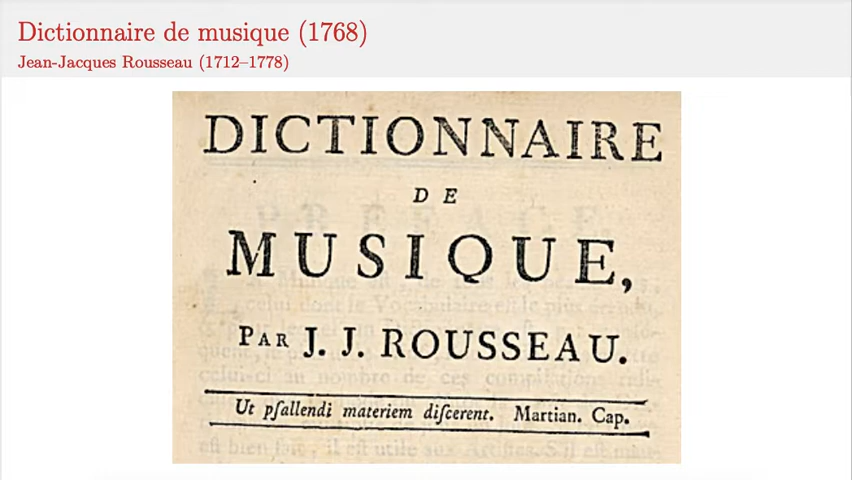 Dictionnaire de musique (1768)
Jean-Jacques Rousseau (1712–1778)
DICTIONNAIRE
DE
MUSIQUE,
PAR J. J. ROUSSEAU.
Ut pſallendi materiem diſcerent. Martian. Cap.